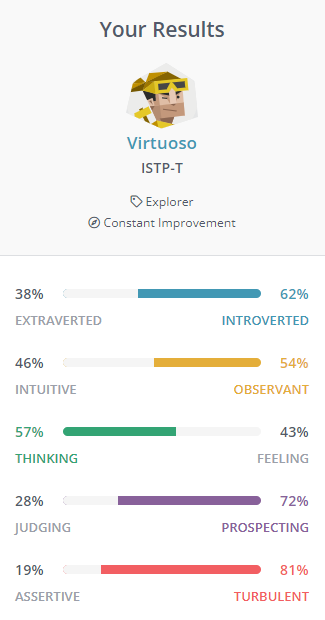 Your Results
Virtuoso
ISTP-T
Explorer
Constant Improvement
38% 62%
EXTRAVERTED INTROVERTED
46% 54%
INTUITIVE OBSERVANT
57% 43%
THINKING FEELING
28% 72%
JUDGING PROSPECTING
19% 81%
ASSERTIVE TURBULENT